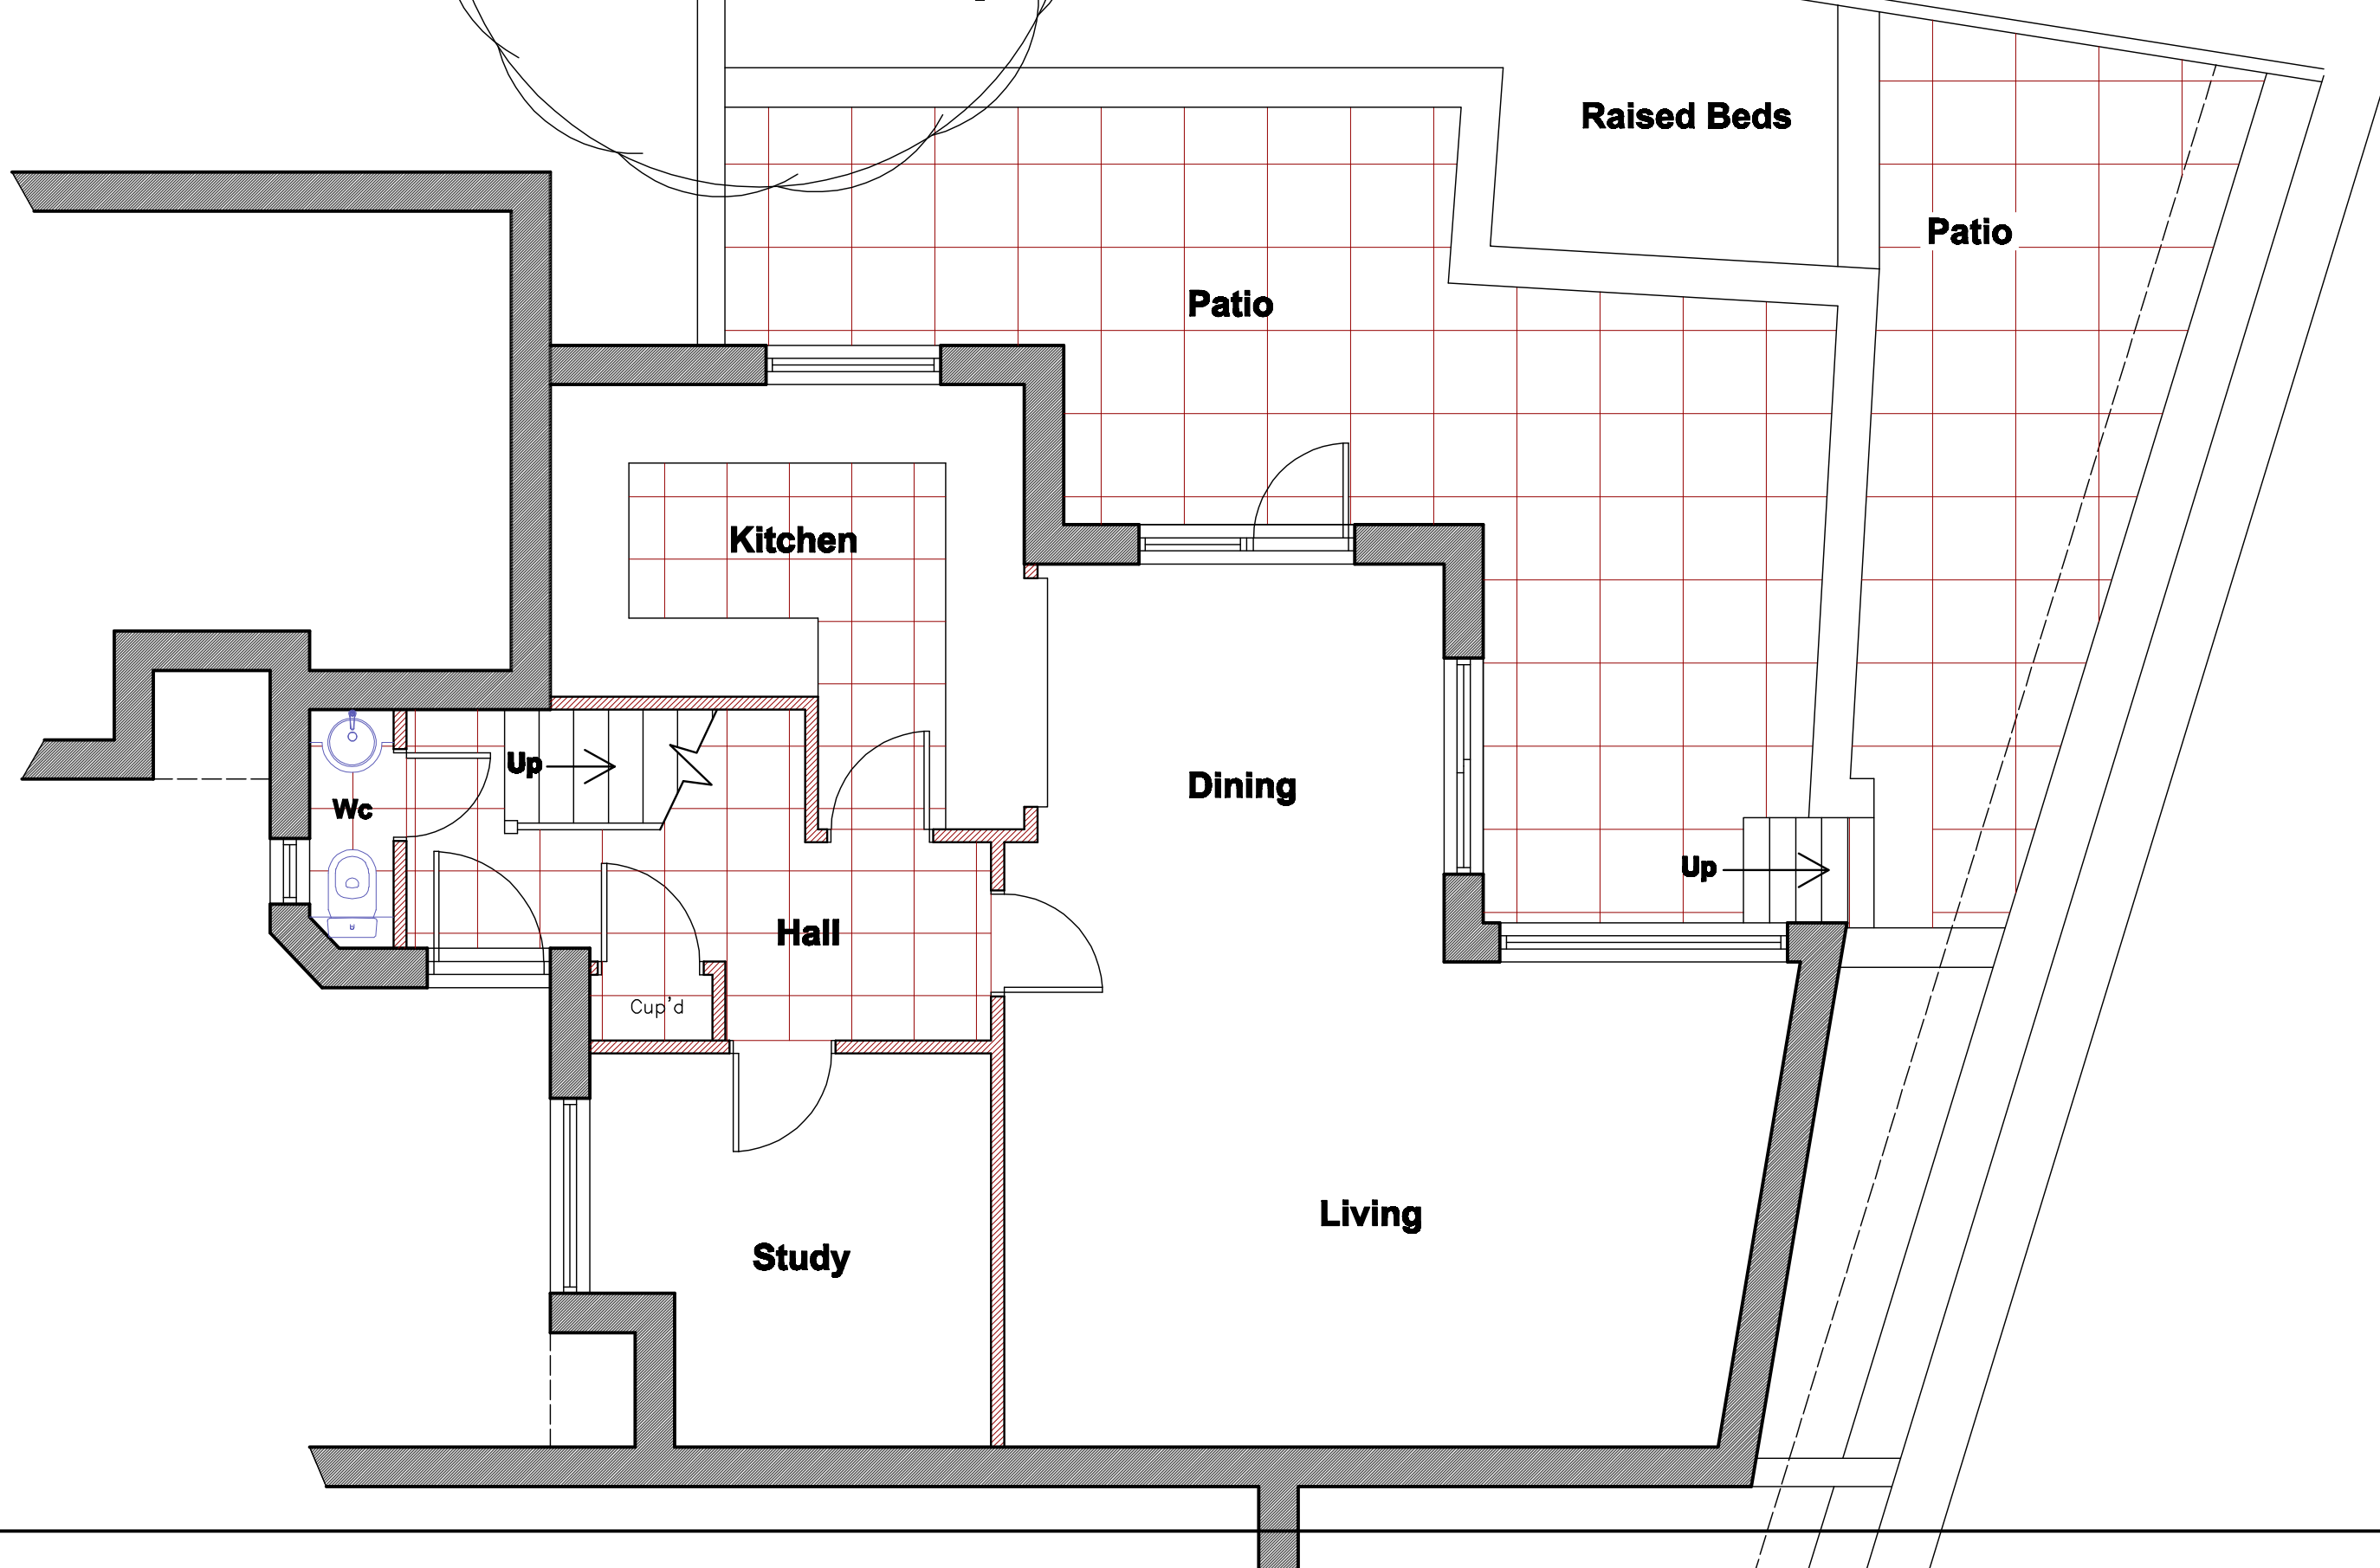 Raised Beds
Patio
Patio
Kitchen
Up
Dining
Wc
Up
Hall
Cup'd
Living
Study